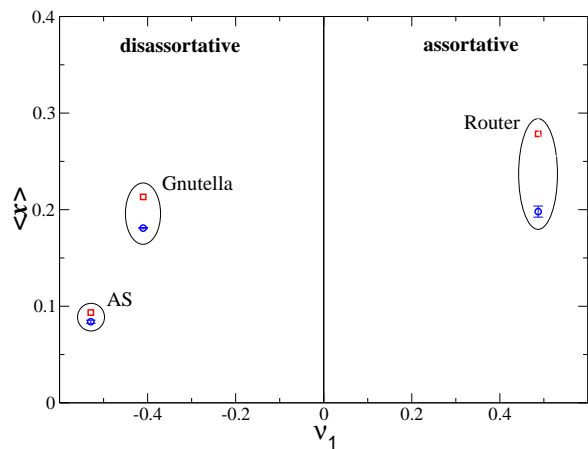 disassortative
assortative
0.4
0.3
0.2
0.1
0
<x>
Router
Gnutella
AS
-0.4
-0.2
0
0.2
0.4
ν1